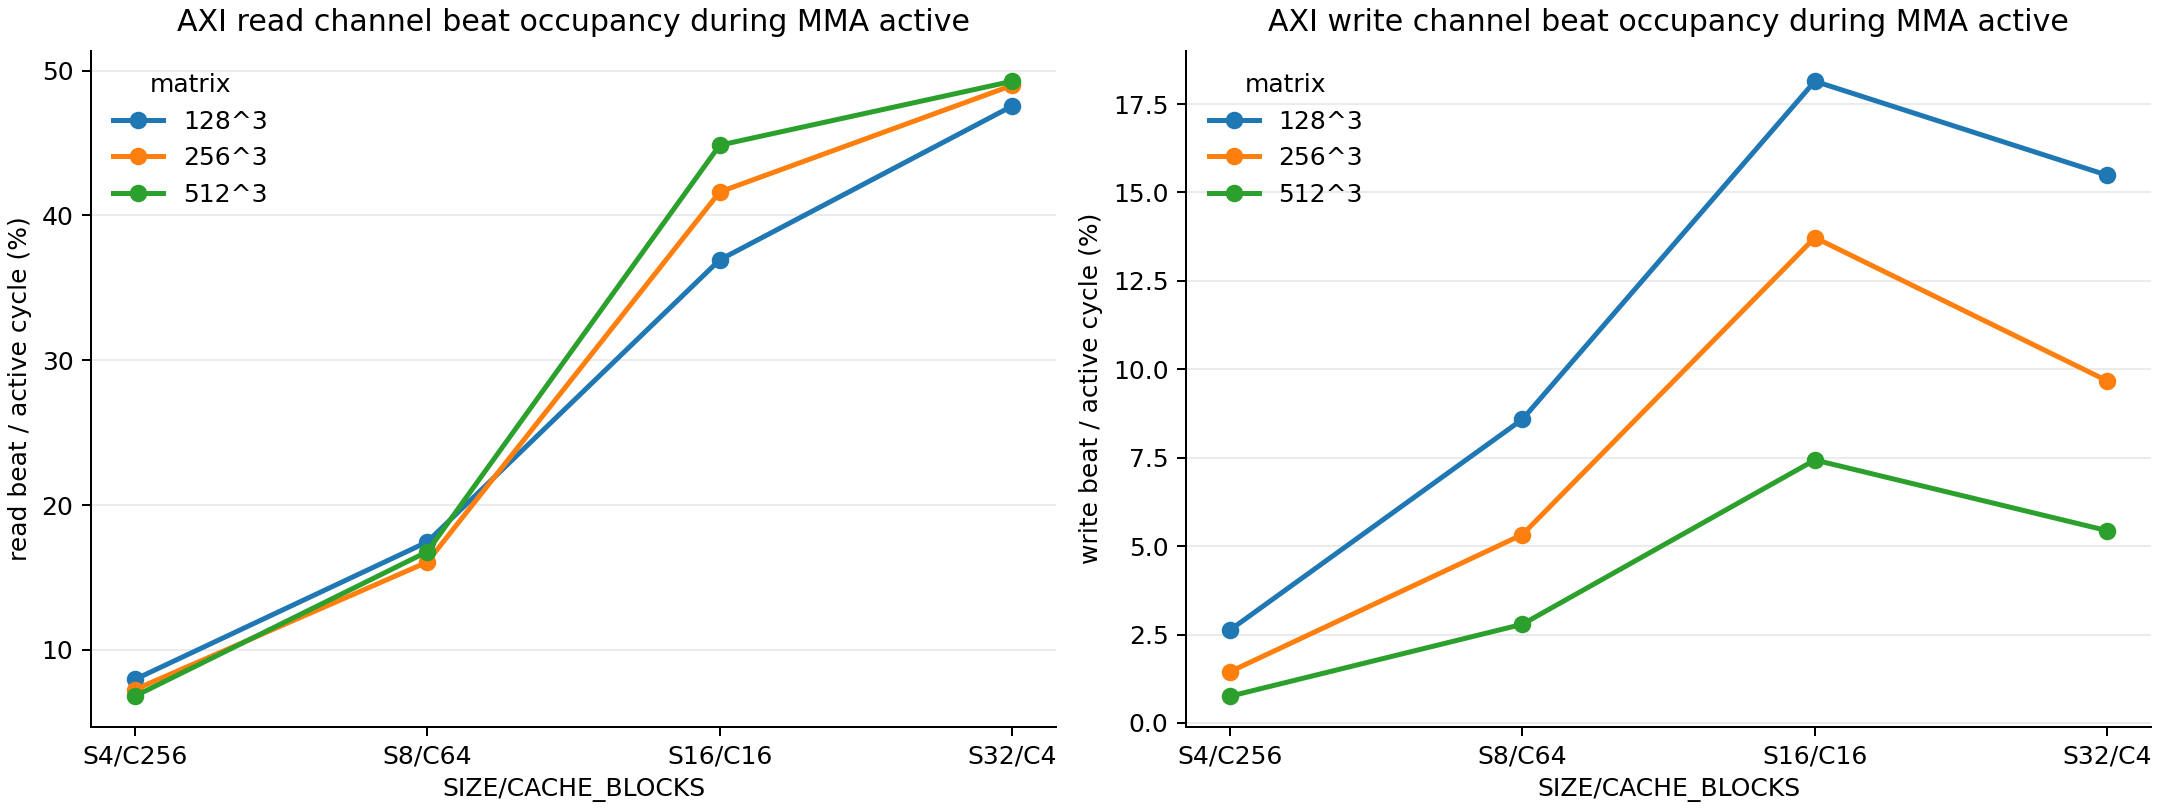 AXI read channel beat occupancy during MMA active
read beat / active cycle (%)
50
40
30
20
10
matrix
128^3
256^3
512^3
S4/C256
S8/C64
S16/C16
S32/C4
SIZE/CACHE_BLOCKS
AXI write channel beat occupancy during MMA active
write beat / active cycle (%)
17.5
15.0
12.5
10.0
7.5
5.0
2.5
0.0
matrix
128^3
256^3
512^3
S4/C256
S8/C64
S16/C16
S32/C4
SIZE/CACHE_BLOCKS